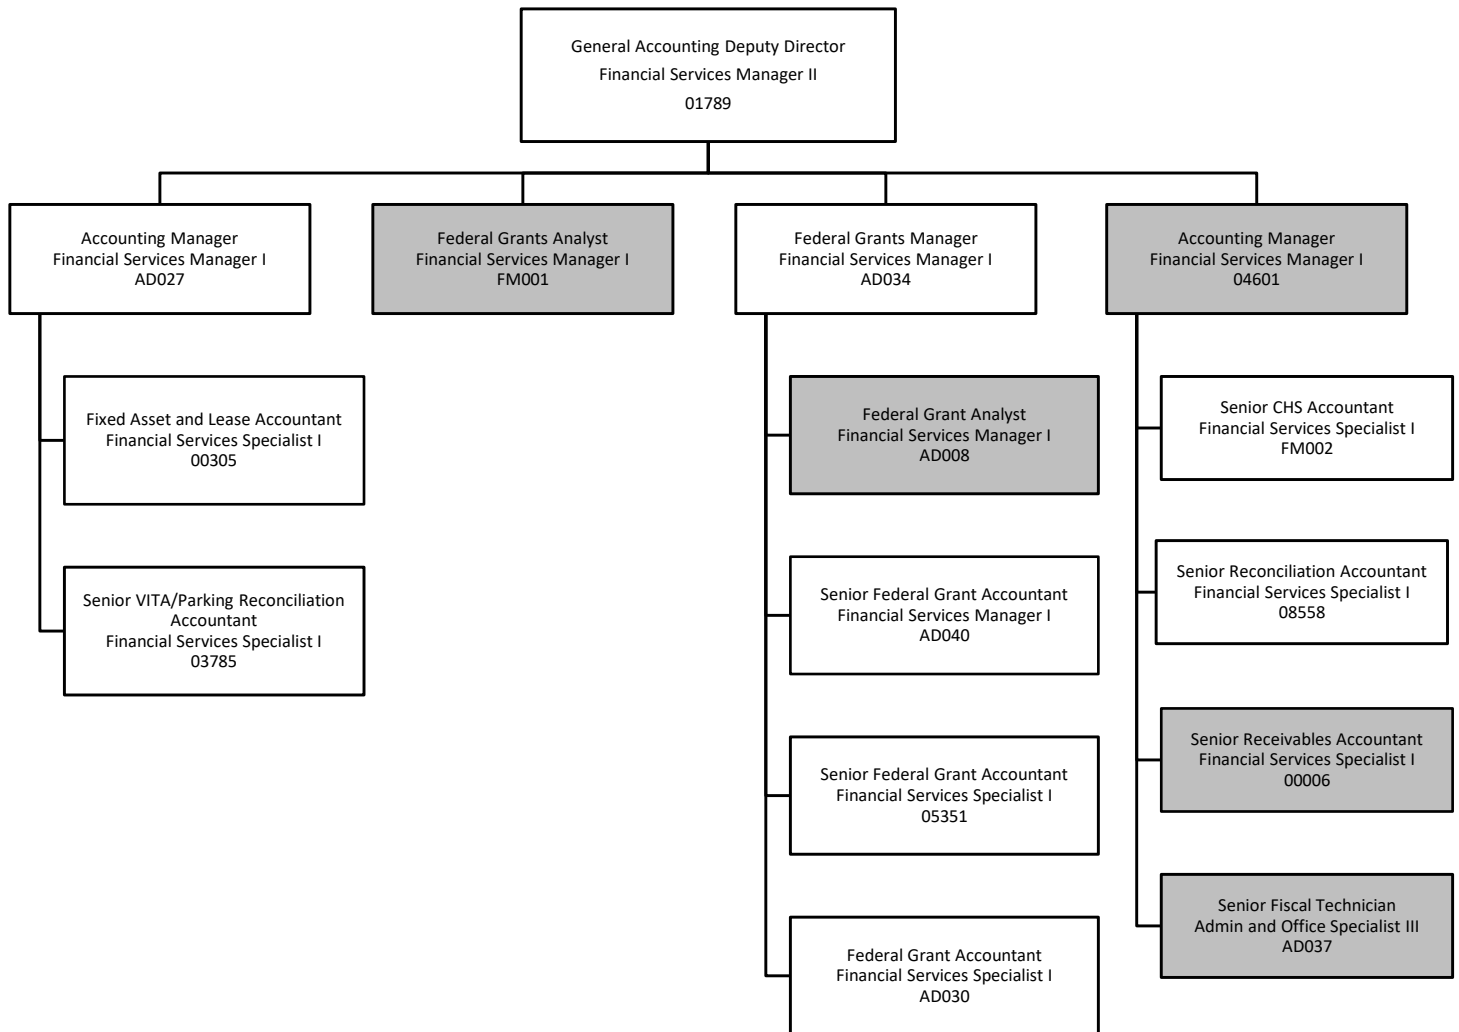 General Accounting Deputy Director
Financial Services Manager II
01789
Accounting Manager
Financial Services Manager I
AD027
Federal Grants Analyst
Financial Services Manager I
FM001
Federal Grants Manager
Financial Services Manager I
AD034
Accounting Manager
Financial Services Manager I
04601
Fixed Asset and Lease Accountant
Financial Services Specialist I
00305
Senior VITA/Parking Reconciliation
Accountant
Financial Services Specialist I
03785
Federal Grant Analyst
Financial Services Manager I
AD008
Senior Federal Grant Accountant
Financial Services Manager I
AD040
Senior Federal Grant Accountant
Financial Services Specialist I
05351
Federal Grant Accountant
Financial Services Specialist I
AD030
Senior CHS Accountant
Financial Services Specialist I
FM002
Senior Reconciliation Accountant
Financial Services Specialist I
08558
Senior Receivables Accountant
Financial Services Specialist I
00006
Senior Fiscal Technician
Admin and Office Specialist III
AD037